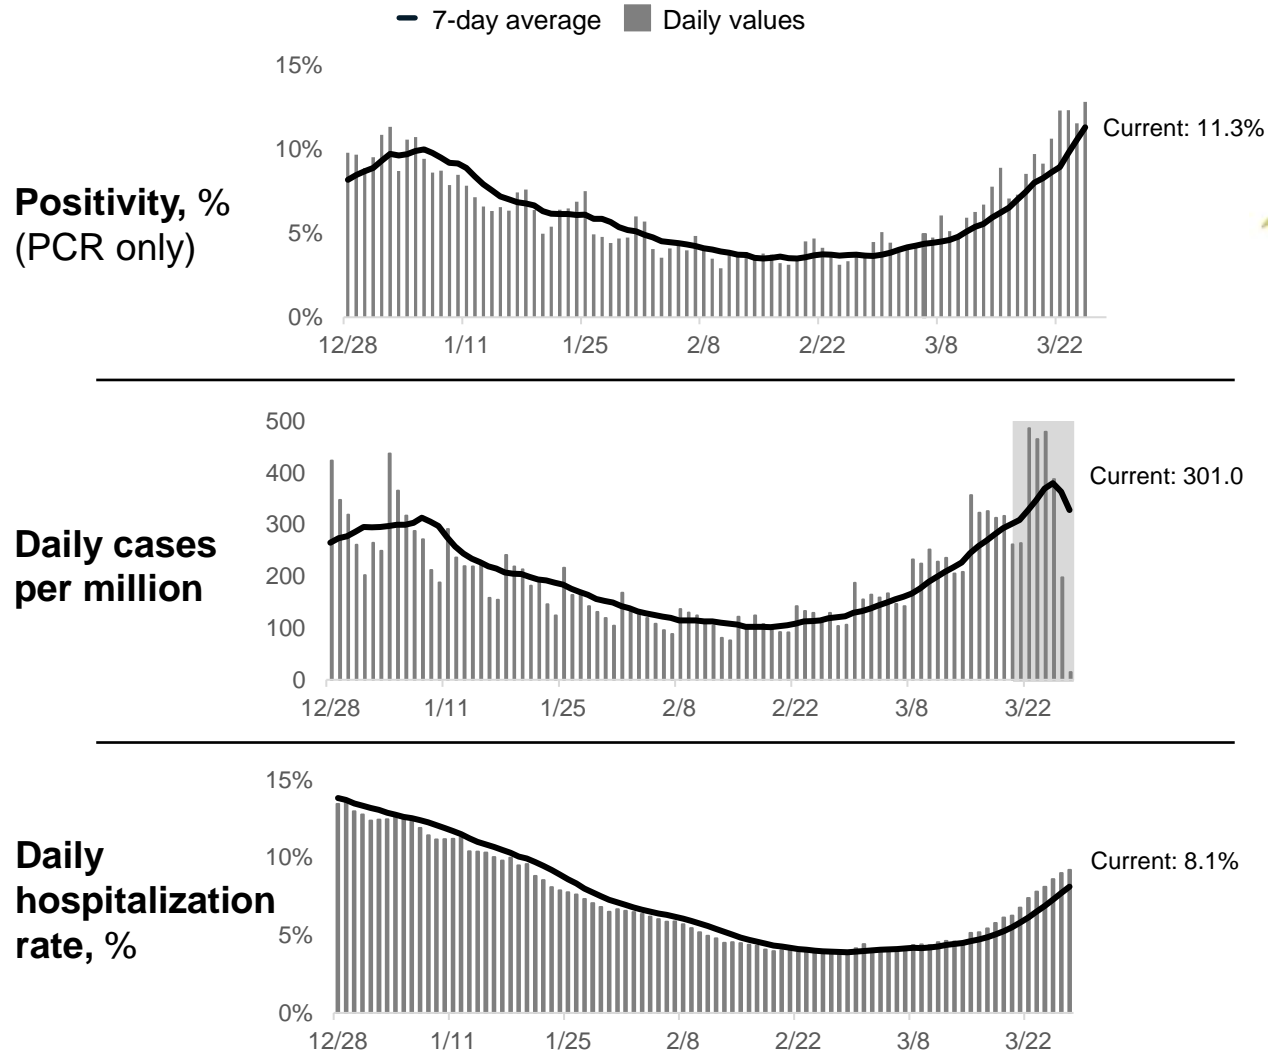 7-day average Daily values
Positivity, %
(PCR only)
15%
10%
5%
0%
12/28 1/11 1/25 2/8 2/22 3/8 3/22
Current: 11.3%
Daily cases
per million
500
400
300
200
100
0
12/28 1/11 1/25 2/8 2/22 3/8 3/22
Current: 301.0
Daily
hospitalization
rate, %
15%
10%
5%
0%
12/28 1/11 1/25 2/8 2/22 3/8 3/22
Current: 8.1%